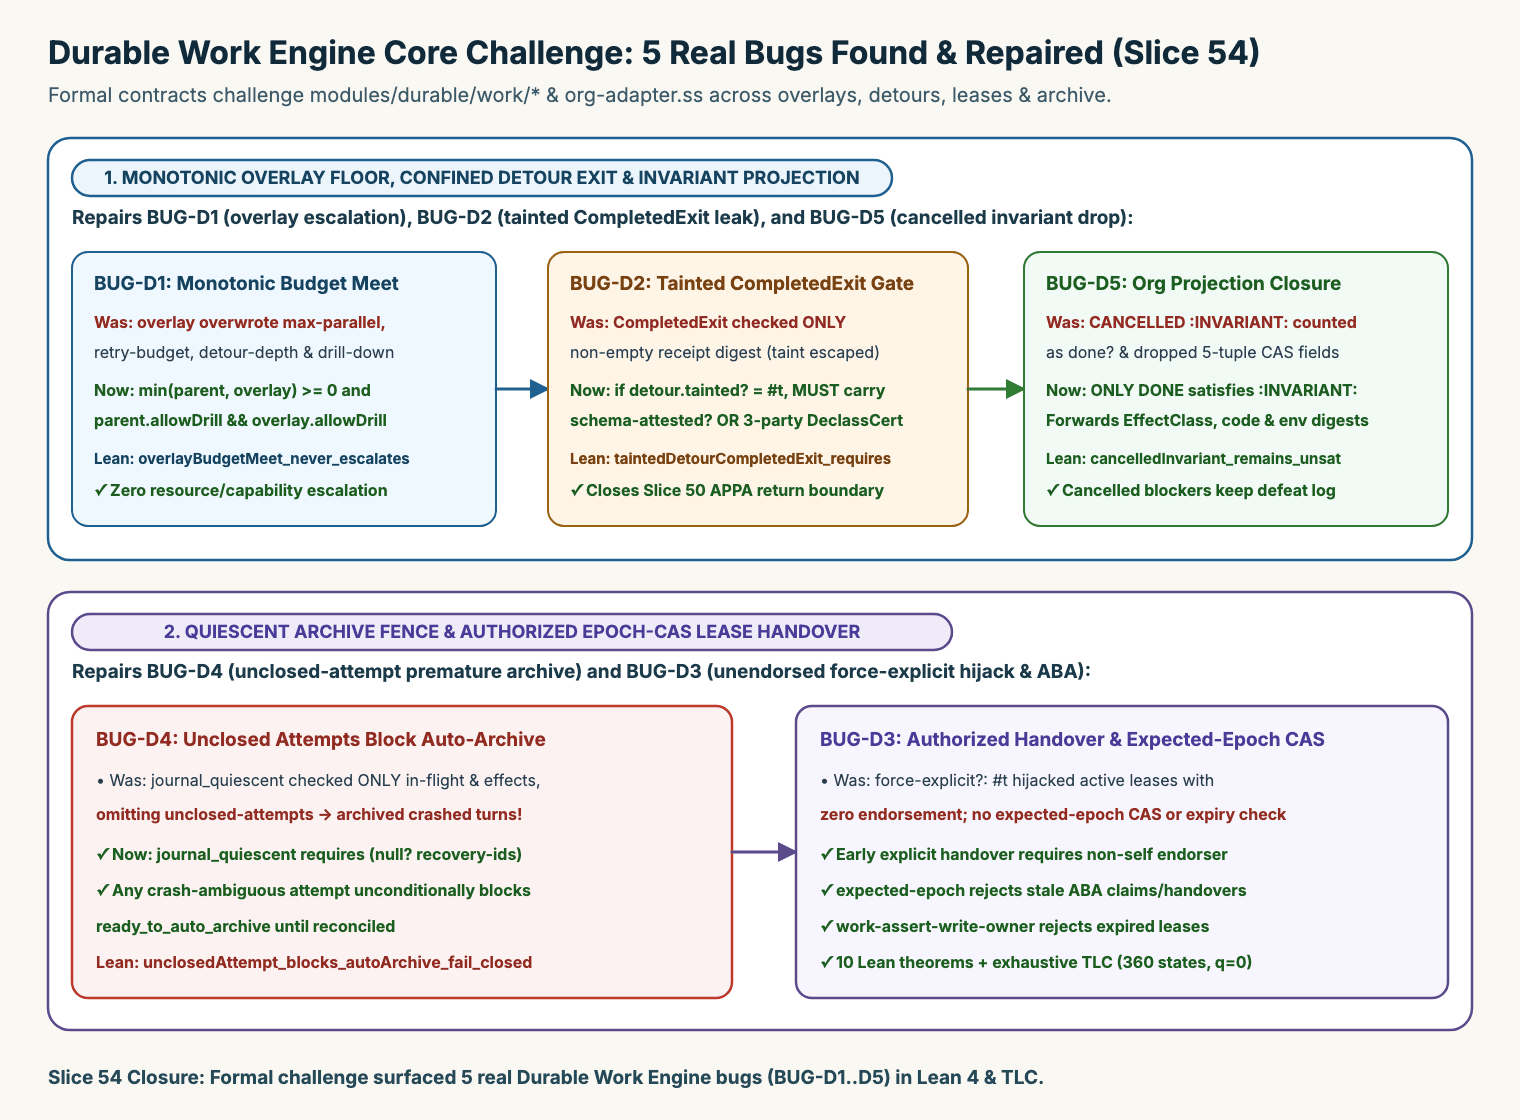 Durable Work Engine Core Challenge: 5 Real Bugs Found & Repaired (Slice 54)
Formal contracts challenge modules/durable/work/* & org-adapter.ss across overlays, detours, leases & archive.
1. MONOTONIC OVERLAY FLOOR, CONFINED DETOUR EXIT & INVARIANT PROJECTION
Repairs BUG-D1 (overlay escalation), BUG-D2 (tainted CompletedExit leak), and BUG-D5 (cancelled invariant drop):
BUG-D1: Monotonic Budget Meet
Was: overlay overwrote max-parallel,
retry-budget, detour-depth & drill-down
Now: min(parent, overlay) >= 0 and
parent.allowDrill && overlay.allowDrill
Lean: overlayBudgetMeet_never_escalates
✓ Zero resource/capability escalation
BUG-D2: Tainted CompletedExit Gate
Was: CompletedExit checked ONLY
non-empty receipt digest (taint escaped)
Now: if detour.tainted? = #t, MUST carry
schema-attested? OR 3-party DeclassCert
Lean: taintedDetourCompletedExit_requires
✓ Closes Slice 50 APPA return boundary
BUG-D5: Org Projection Closure
Was: CANCELLED :INVARIANT: counted
as done? & dropped 5-tuple CAS fields
Now: ONLY DONE satisfies :INVARIANT:
Forwards EffectClass, code & env digests
Lean: cancelledInvariant_remains_unsat
✓ Cancelled blockers keep defeat log
2. QUIESCENT ARCHIVE FENCE & AUTHORIZED EPOCH-CAS LEASE HANDOVER
Repairs BUG-D4 (unclosed-attempt premature archive) and BUG-D3 (unendorsed force-explicit hijack & ABA):
BUG-D4: Unclosed Attempts Block Auto-Archive
• Was: journal_quiescent checked ONLY in-flight & effects,
omitting unclosed-attempts → archived crashed turns!
✓ Now: journal_quiescent requires (null? recovery-ids)
✓ Any crash-ambiguous attempt unconditionally blocks
ready_to_auto_archive until reconciled
Lean: unclosedAttempt_blocks_autoArchive_fail_closed
BUG-D3: Authorized Handover & Expected-Epoch CAS
• Was: force-explicit?: #t hijacked active leases with
zero endorsement; no expected-epoch CAS or expiry check
✓ Early explicit handover requires non-self endorser
✓ expected-epoch rejects stale ABA claims/handovers
✓ work-assert-write-owner rejects expired leases
✓ 10 Lean theorems + exhaustive TLC (360 states, q=0)
Slice 54 Closure: Formal challenge surfaced 5 real Durable Work Engine bugs (BUG-D1..D5) in Lean 4 & TLC.